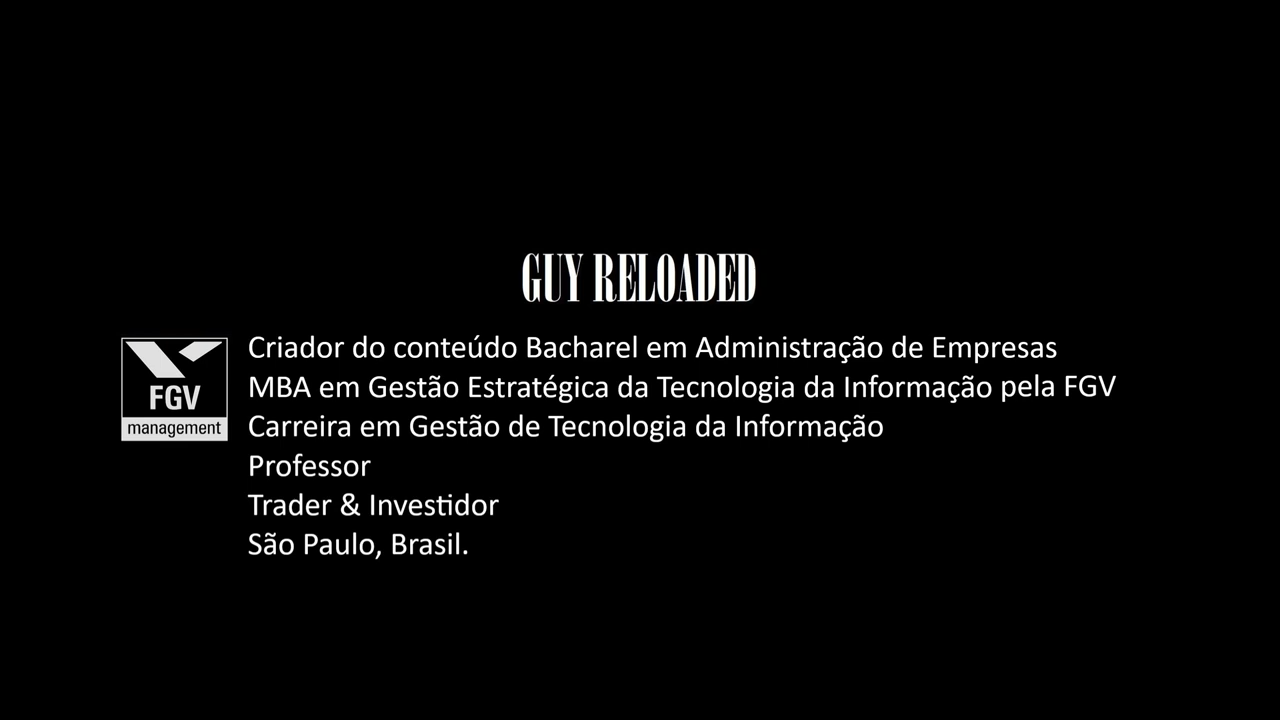 GUY RELOADED
FGV
management
Criador do conteúdo Bacharel em Administração de Empresas
MBA em Gestão Estratégica da Tecnologia da Informação pela FGV
Carreira em Gestão de Tecnologia da Informação
Professor
Trader & Investidor
São Paulo, Brasil.